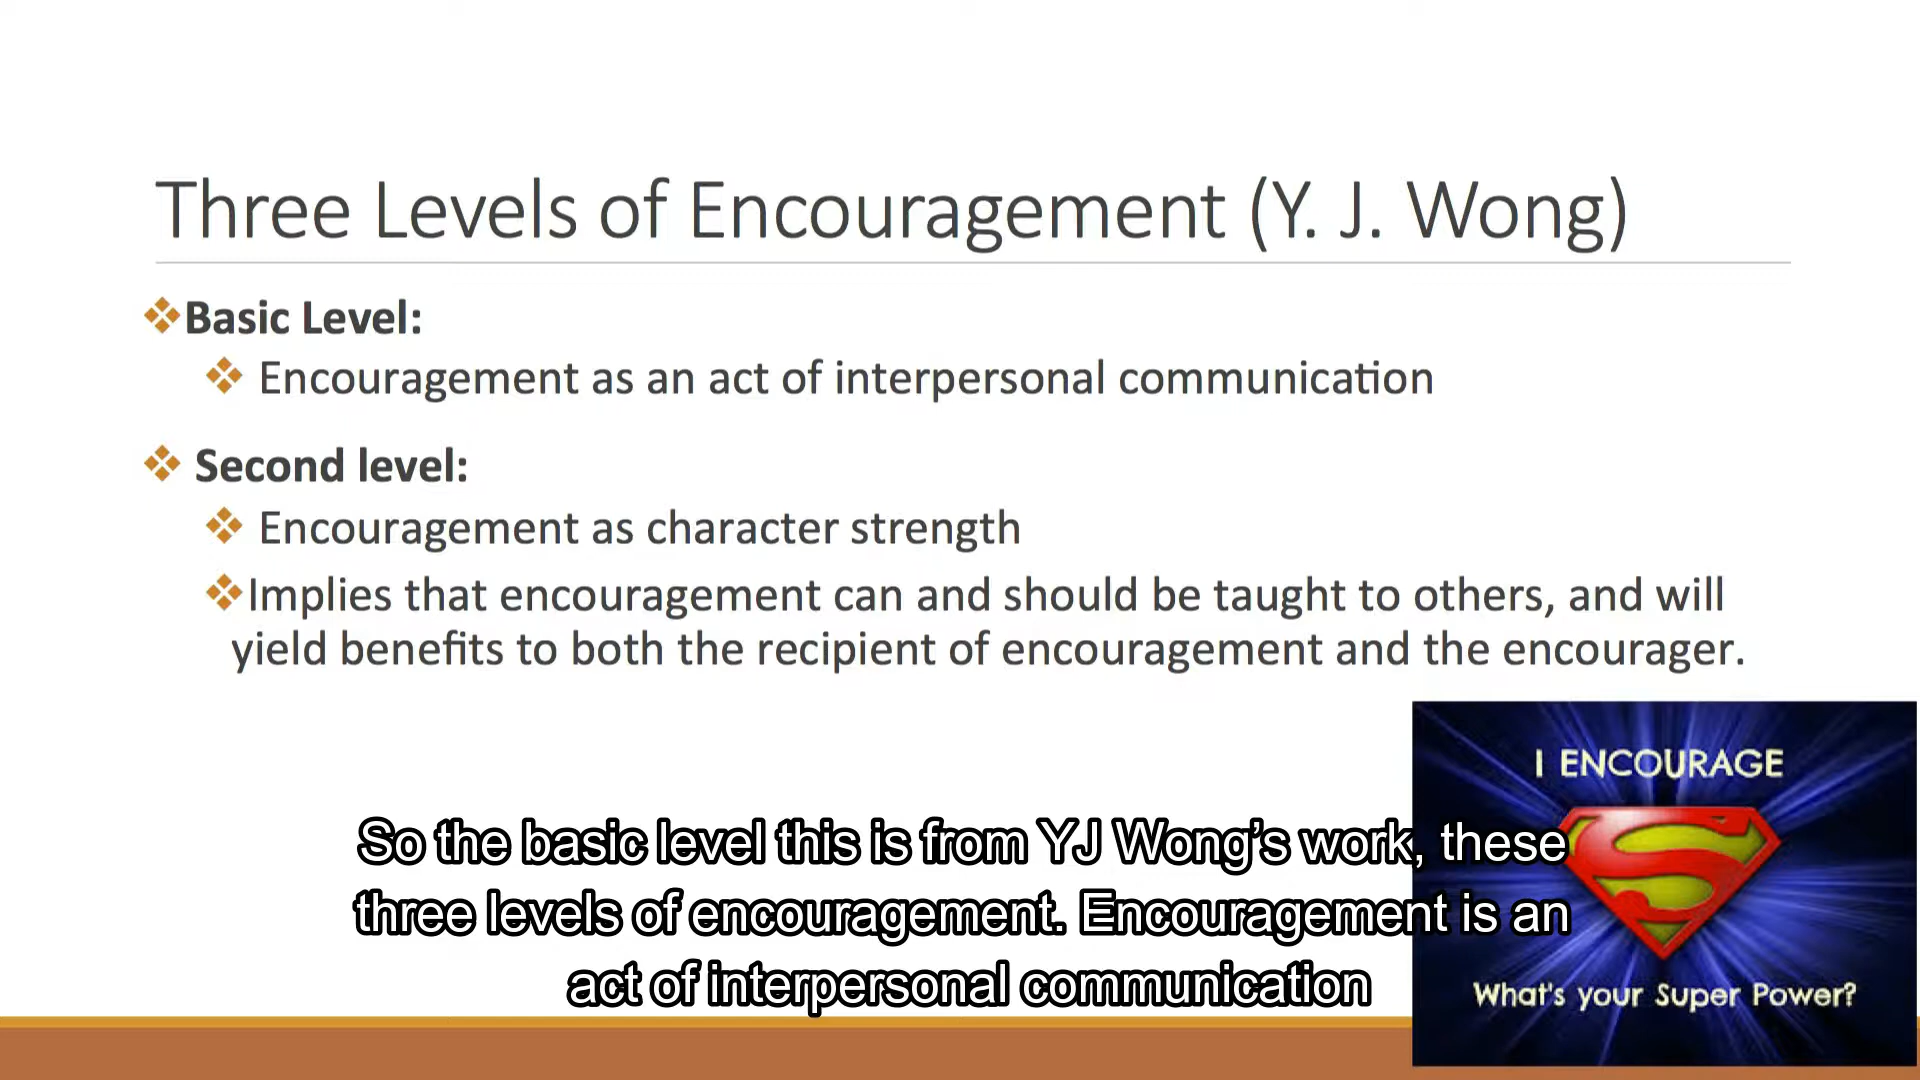 Three Levels of Encouragement (Y. J. Wong)
Basic Level:
Encouragement as an act of interpersonal communication
Second level:
Encouragement as character strength
Implies that encouragement can and should be taught to others, and will
yield benefits to both the recipient of encouragement and the encourager.
I ENCOURAGE
S
What's your Super Power?
So the basic level this is from YJ Wong’s work, these
three levels of encouragement. Encouragement is an
act of interpersonal communication